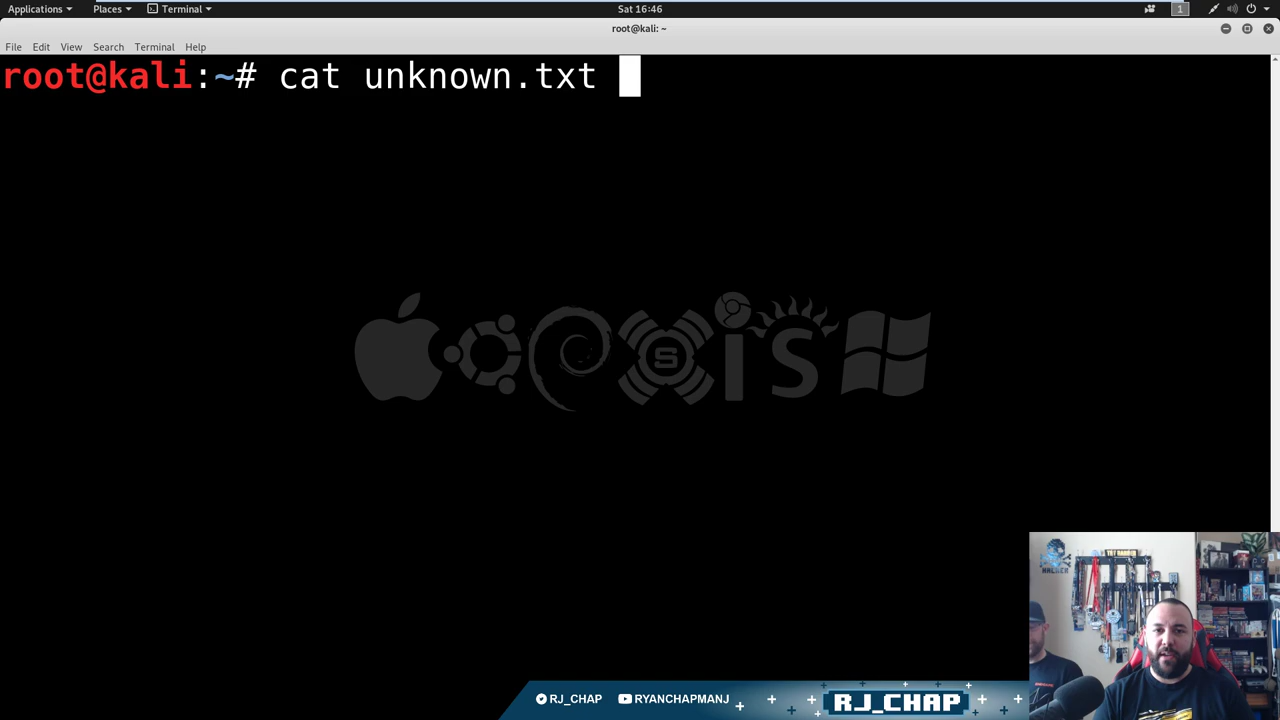 Applications Places Terminal Sat 16:46 1
root@kali: ~
File Edit View Search Terminal Help
root@kali:~# cat unknown.txt
RJ_CHAP RYANCHAPMANJ RJ_CHAP